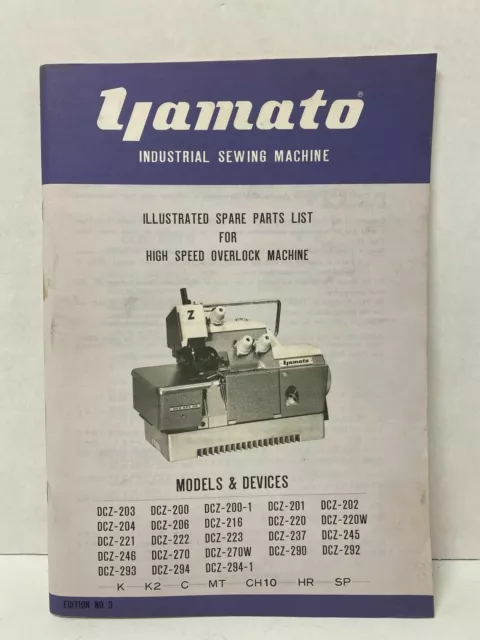 Yamato®
INDUSTRIAL SEWING MACHINE
ILLUSTRATED SPARE PARTS LIST
FOR
HIGH SPEED OVERLOCK MACHINE
Z
Yamato
MODELS & DEVICES
DCZ-203 DCZ-200 DCZ-200-1 DCZ-201 DCZ-202
DCZ-204 DCZ-206 DCZ-216 DCZ-220 DCZ-220W
DCZ-221 DCZ-222 DCZ-223 DCZ-237 DCZ-245
DCZ-246 DCZ-270 DCZ-270W DCZ-290 DCZ-292
DCZ-293 DCZ-294 DCZ-294-1
K K2 C MT CH10 HR SP
EDITION NO 3